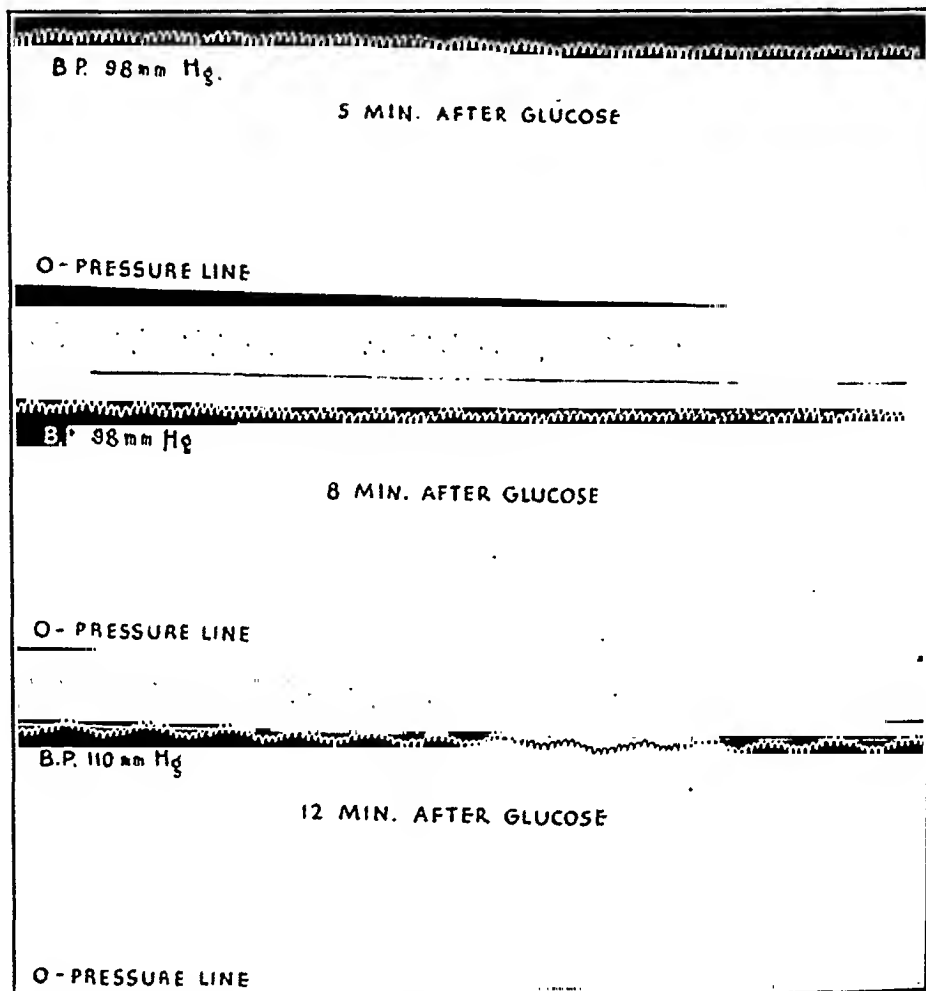 B P. 98 mm Hg.
5 MIN. AFTER GLUCOSE
O - PRESSURE LINE
B.P. 98 mm Hg
8 MIN. AFTER GLUCOSE
O - PRESSURE LINE
B.P. 110 mm Hg
12 MIN. AFTER GLUCOSE
O - PRESSURE LINE